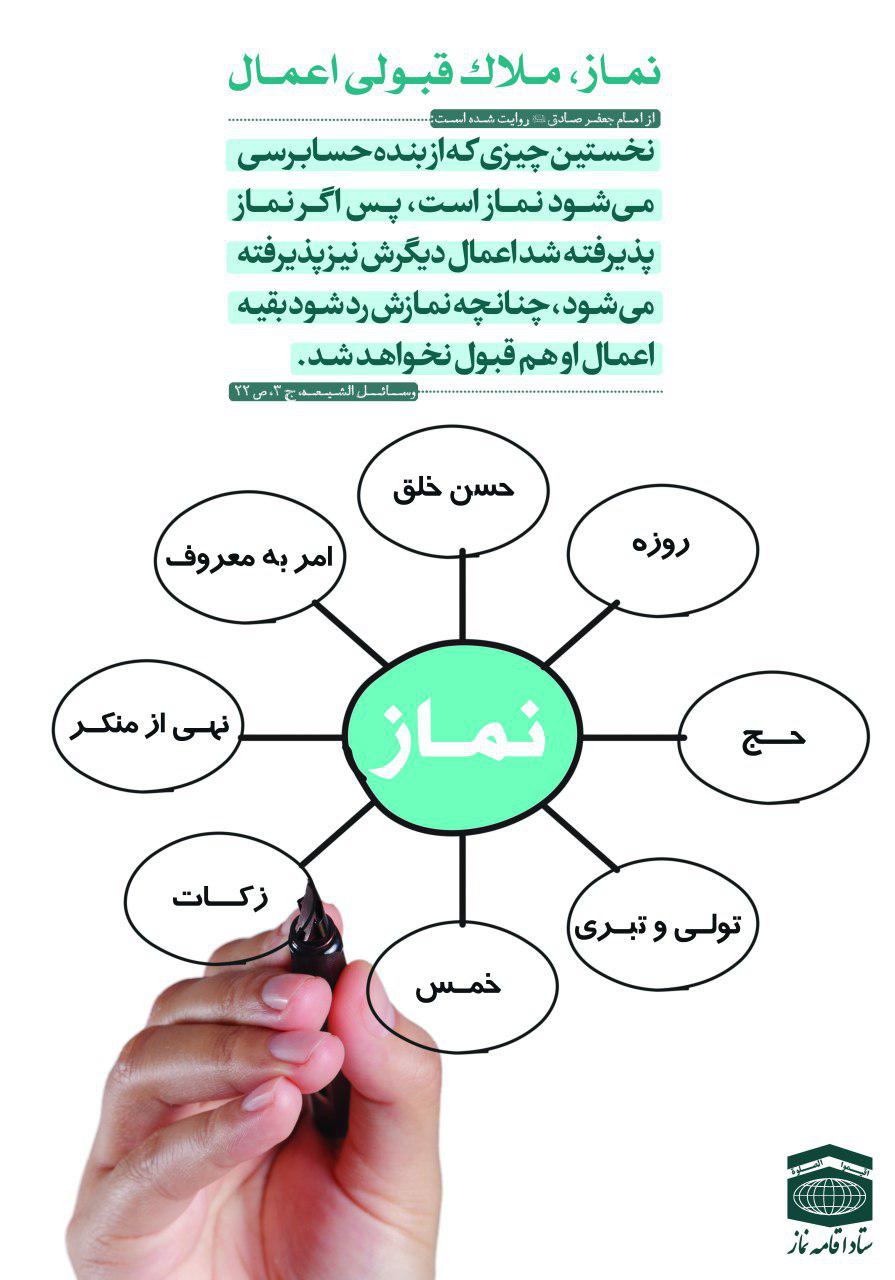 نماز، ملاک قبولی اعمال
از امام جعفر صادق روایت شده است:
نخستین چیزی که از بنده حسابرسی
می‌شود نماز است، پس اگر نماز
پذیرفته شد اعمال دیگرش نیز پذیرفته
می‌شود، چنانچه نمازش رد شود بقیه
اعمال او هم قبول نخواهد شد.
وسائل الشیعه، ج ۳، ص ۲۲
حسن خلق
روزه
امر به معروف
حج
نهی از منکر
نماز
زکات
تولی و تبری
خمس
اقیموا الصلوة
ستاد اقامه نماز